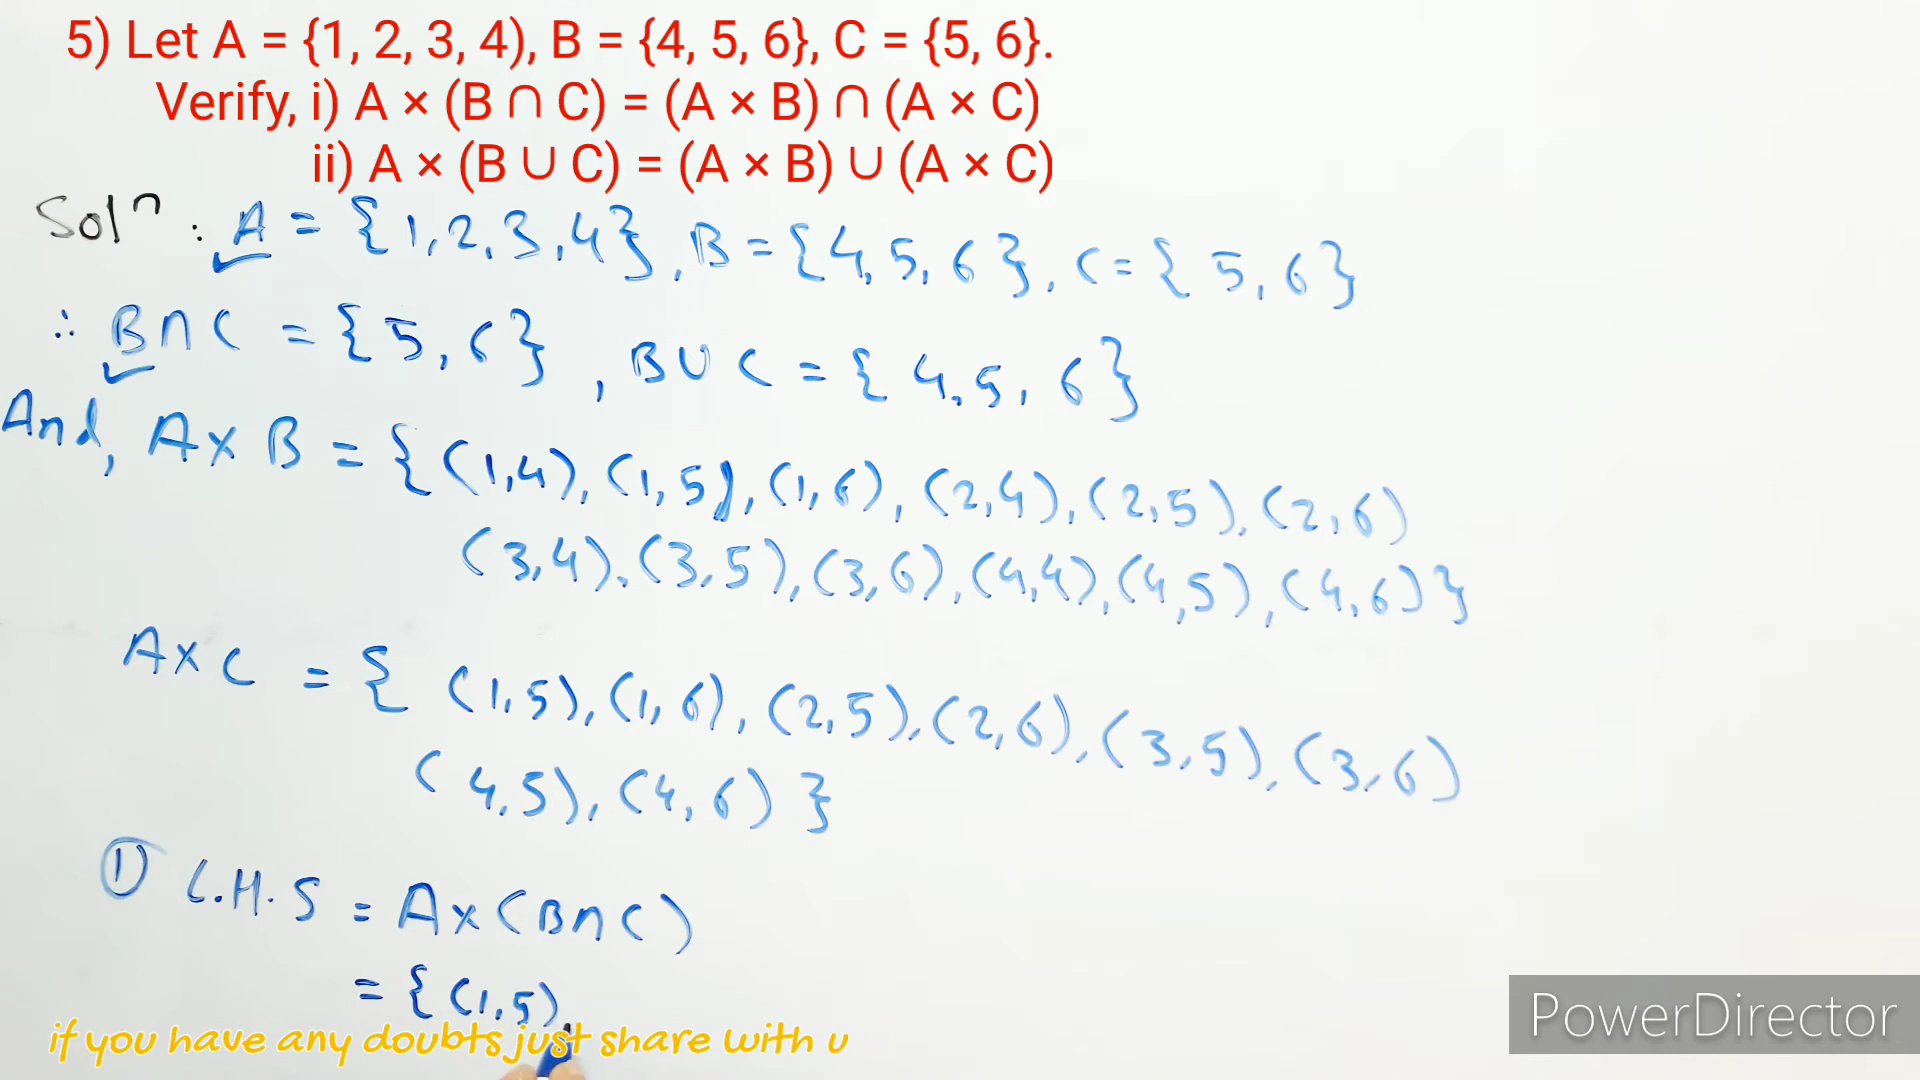 5) Let A = {1, 2, 3, 4), B = {4, 5, 6}, C = {5, 6}.
Verify, i) A × (B ∩ C) = (A × B) ∩ (A × C)
ii) A × (B ∪ C) = (A × B) ∪ (A × C)
Solⁿ : A = {1,2,3,4}, B = {4,5,6}, C = {5,6}
∴ B∩C = {5,6}, B∪C = {4,5,6}
And, A×B = {(1,4),(1,5),(1,6),(2,4),(2,5),(2,6)
(3,4),(3,5),(3,6),(4,4),(4,5),(4,6)}
A×C = {(1,5),(1,6),(2,5),(2,6),(3,5),(3,6)
(4,5),(4,6)}
① L.H.S = A×(B∩C)
= {(1,5),
if you have any doubts just share with u
PowerDirector